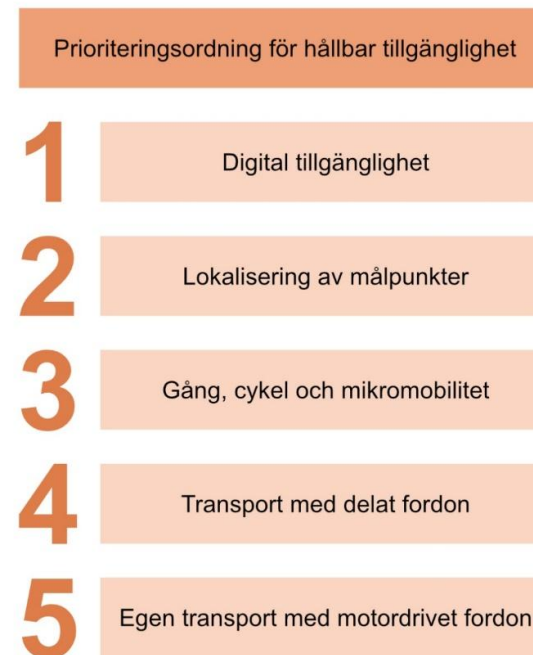 Prioriteringsordning för hållbar tillgänglighet
1 Digital tillgänglighet
2 Lokalisering av målpunkter
3 Gång, cykel och mikromobilitet
4 Transport med delat fordon
5 Egen transport med motordrivet fordon